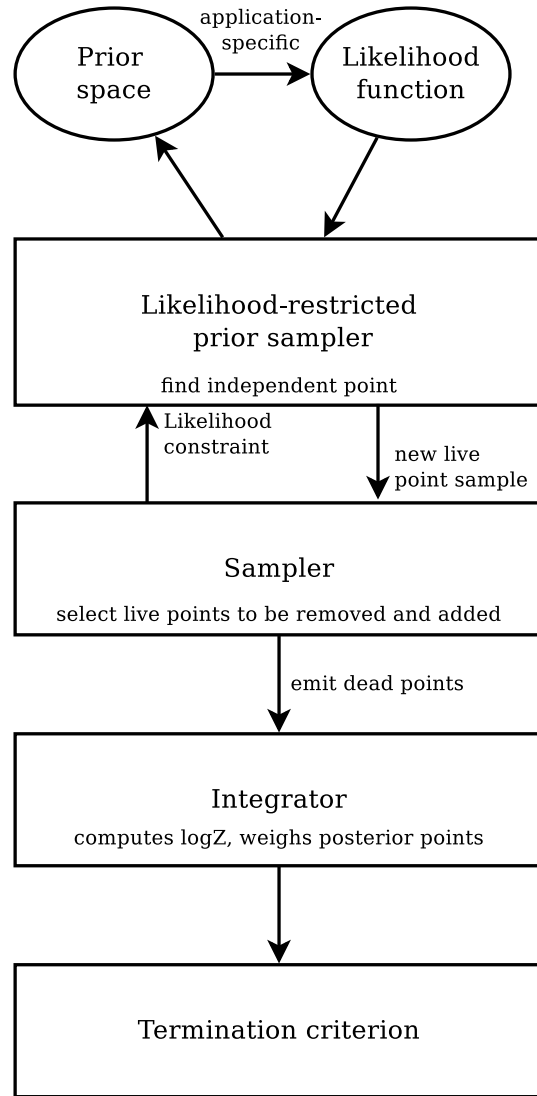 application-
specific
Prior
space
Likelihood
function
Likelihood-restricted
prior sampler
find independent point
Likelihood
constraint
new live
point sample
Sampler
select live points to be removed and added
emit dead points
Integrator
computes logZ, weighs posterior points
Termination criterion